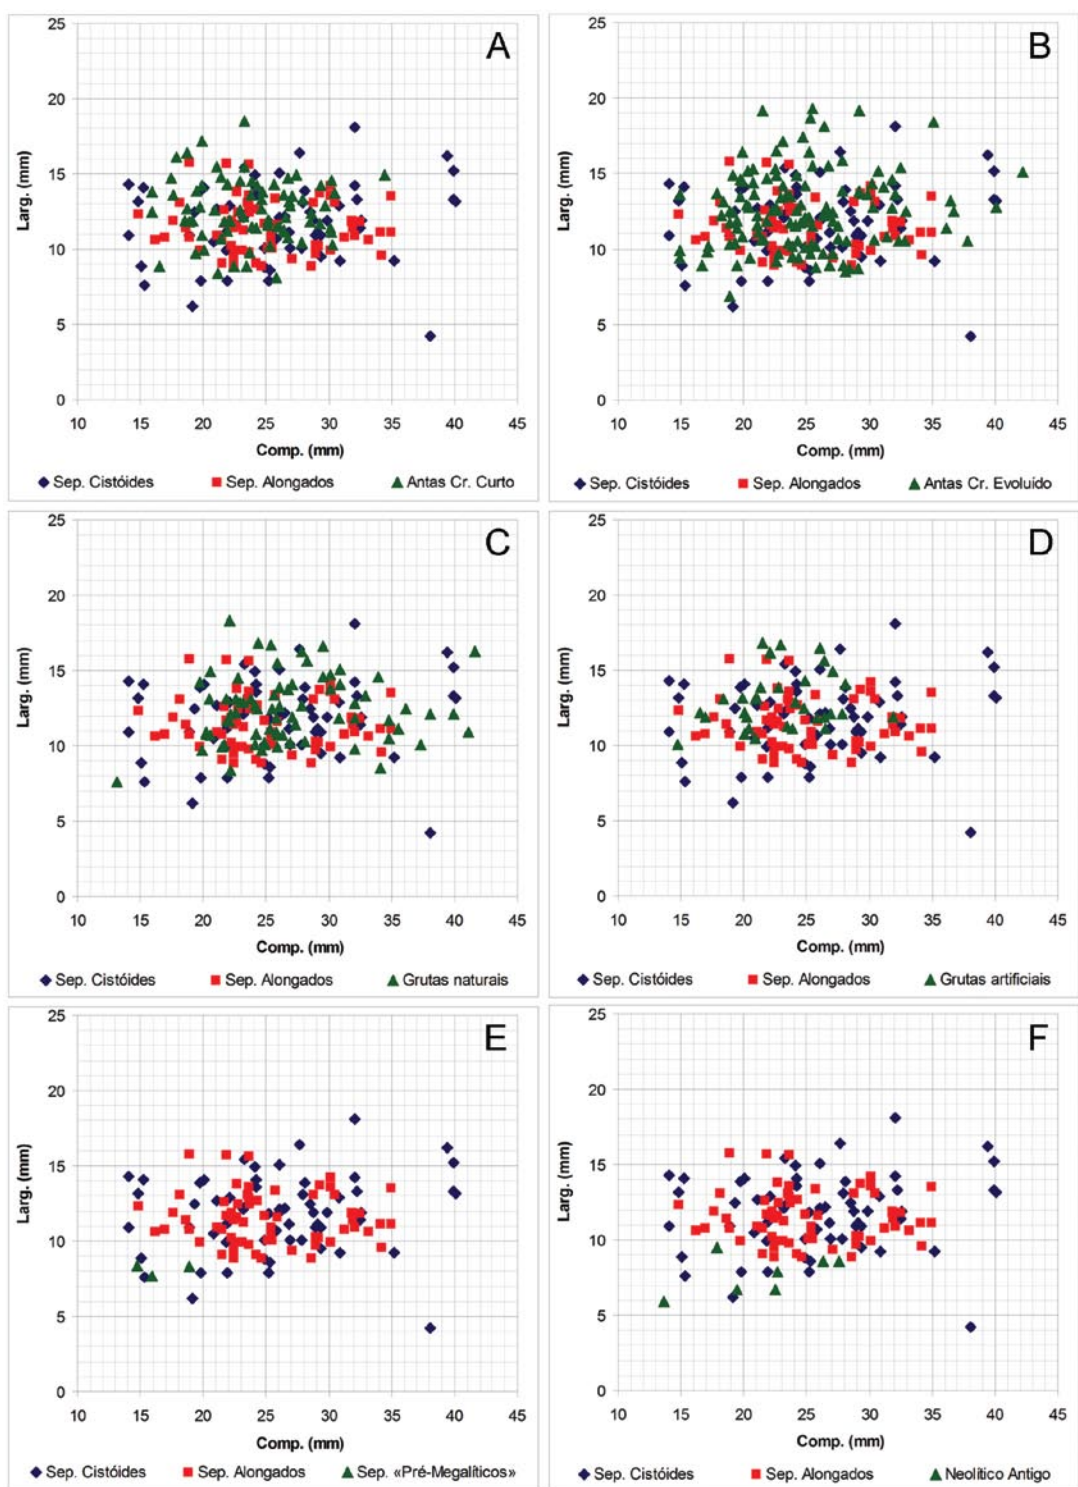 A
25
20
15
10
5
0
Larg. (mm)
10 15 20 25 30 35 40 45
Comp. (mm)
Sep. Cistóides Sep. Alongados Antas Cr. Curto
B
25
20
15
10
5
0
Larg. (mm)
10 15 20 25 30 35 40 45
Comp. (mm)
Sep. Cistóides Sep. Alongados Antas Cr. Evoluído
C
25
20
15
10
5
0
Larg. (mm)
10 15 20 25 30 35 40 45
Comp. (mm)
Sep. Cistóides Sep. Alongados Grutas naturais
D
25
20
15
10
5
0
Larg. (mm)
10 15 20 25 30 35 40 45
Comp. (mm)
Sep. Cistóides Sep. Alongados Grutas artificiais
E
25
20
15
10
5
0
Larg. (mm)
10 15 20 25 30 35 40 45
Comp. (mm)
Sep. Cistóides Sep. Alongados Sep. «Pré-Megalíticos»
F
25
20
15
10
5
0
Larg. (mm)
10 15 20 25 30 35 40 45
Comp. (mm)
Sep. Cistóides Sep. Alongados Neolítico Antigo